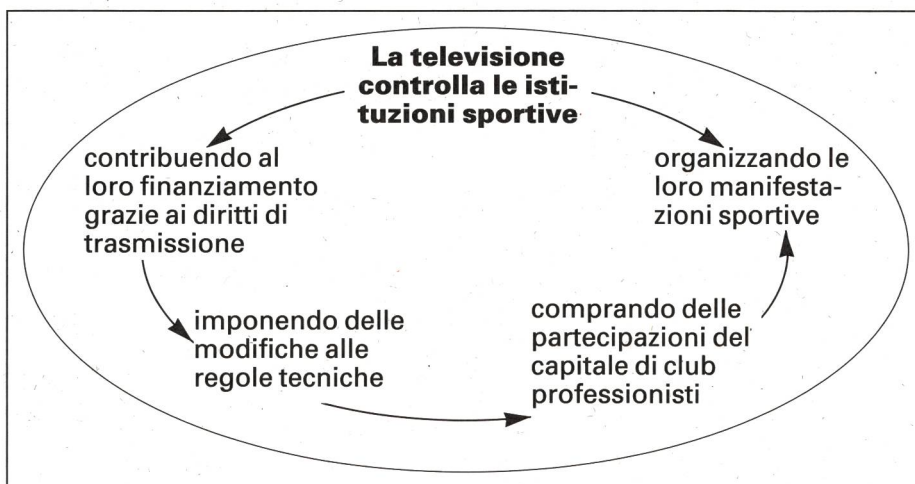 La televisione
controlla le isti-
tuzioni sportive
contribuendo al
loro finanziamento
grazie ai diritti di
trasmissione
organizzando le
loro manifesta-
zioni sportive
imponendo delle
modifiche alle
regole tecniche
comprando delle
partecipazioni del
capitale di club
professionisti